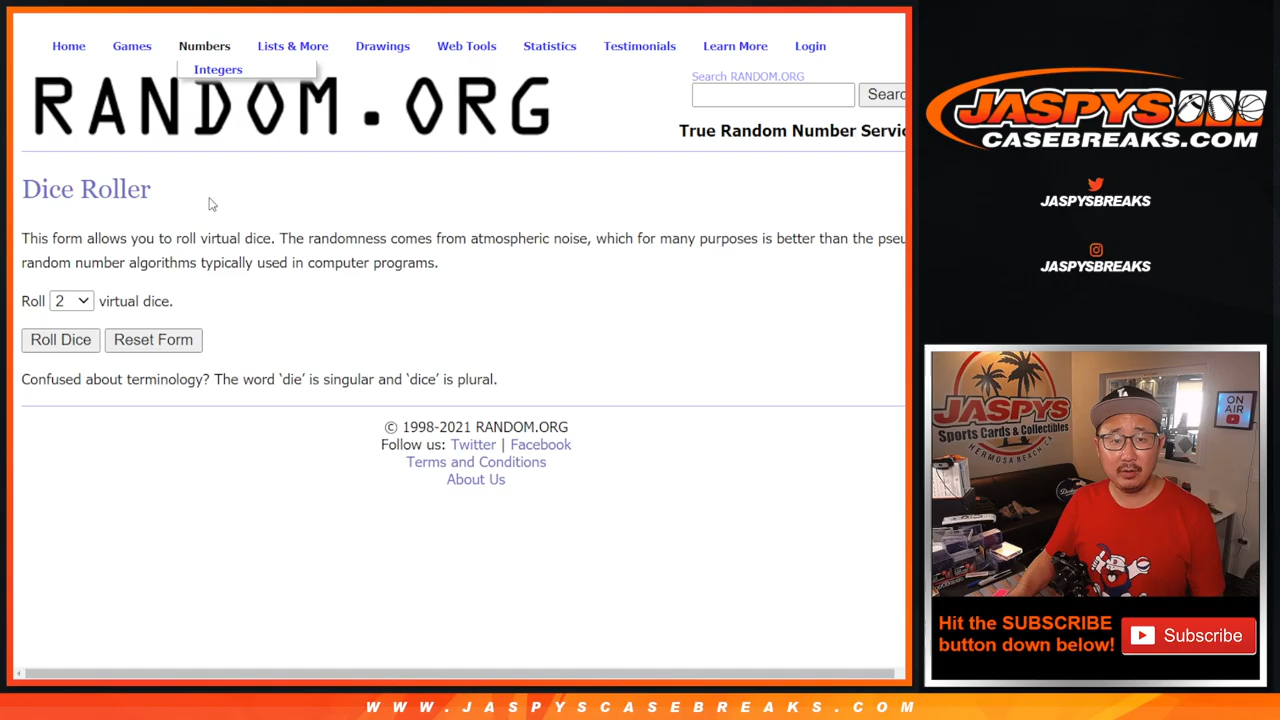 Home Games Numbers Lists & More Drawings Web Tools Statistics Testimonials Learn More Login
Integers
RANDOM.ORG
Search RANDOM.ORG
Searc
True Random Number Servic
Dice Roller
This form allows you to roll virtual dice. The randomness comes from atmospheric noise, which for many purposes is better than the pseu
random number algorithms typically used in computer programs.
Roll 2 virtual dice.
Roll Dice Reset Form
Confused about terminology? The word ‘die’ is singular and ‘dice’ is plural.
© 1998-2021 RANDOM.ORG
Follow us: Twitter | Facebook
Terms and Conditions
About Us
JASPYS
CASEBREAKS.COM
JASPYSBREAKS
JASPYSBREAKS
JASPYS
Sports Cards & Collectibles
HERMOSA BEACH, CA
ON
AIR
LA
Hit the SUBSCRIBE
button down below!
Subscribe
WWW.JASPYSCASEBREAKS.COM